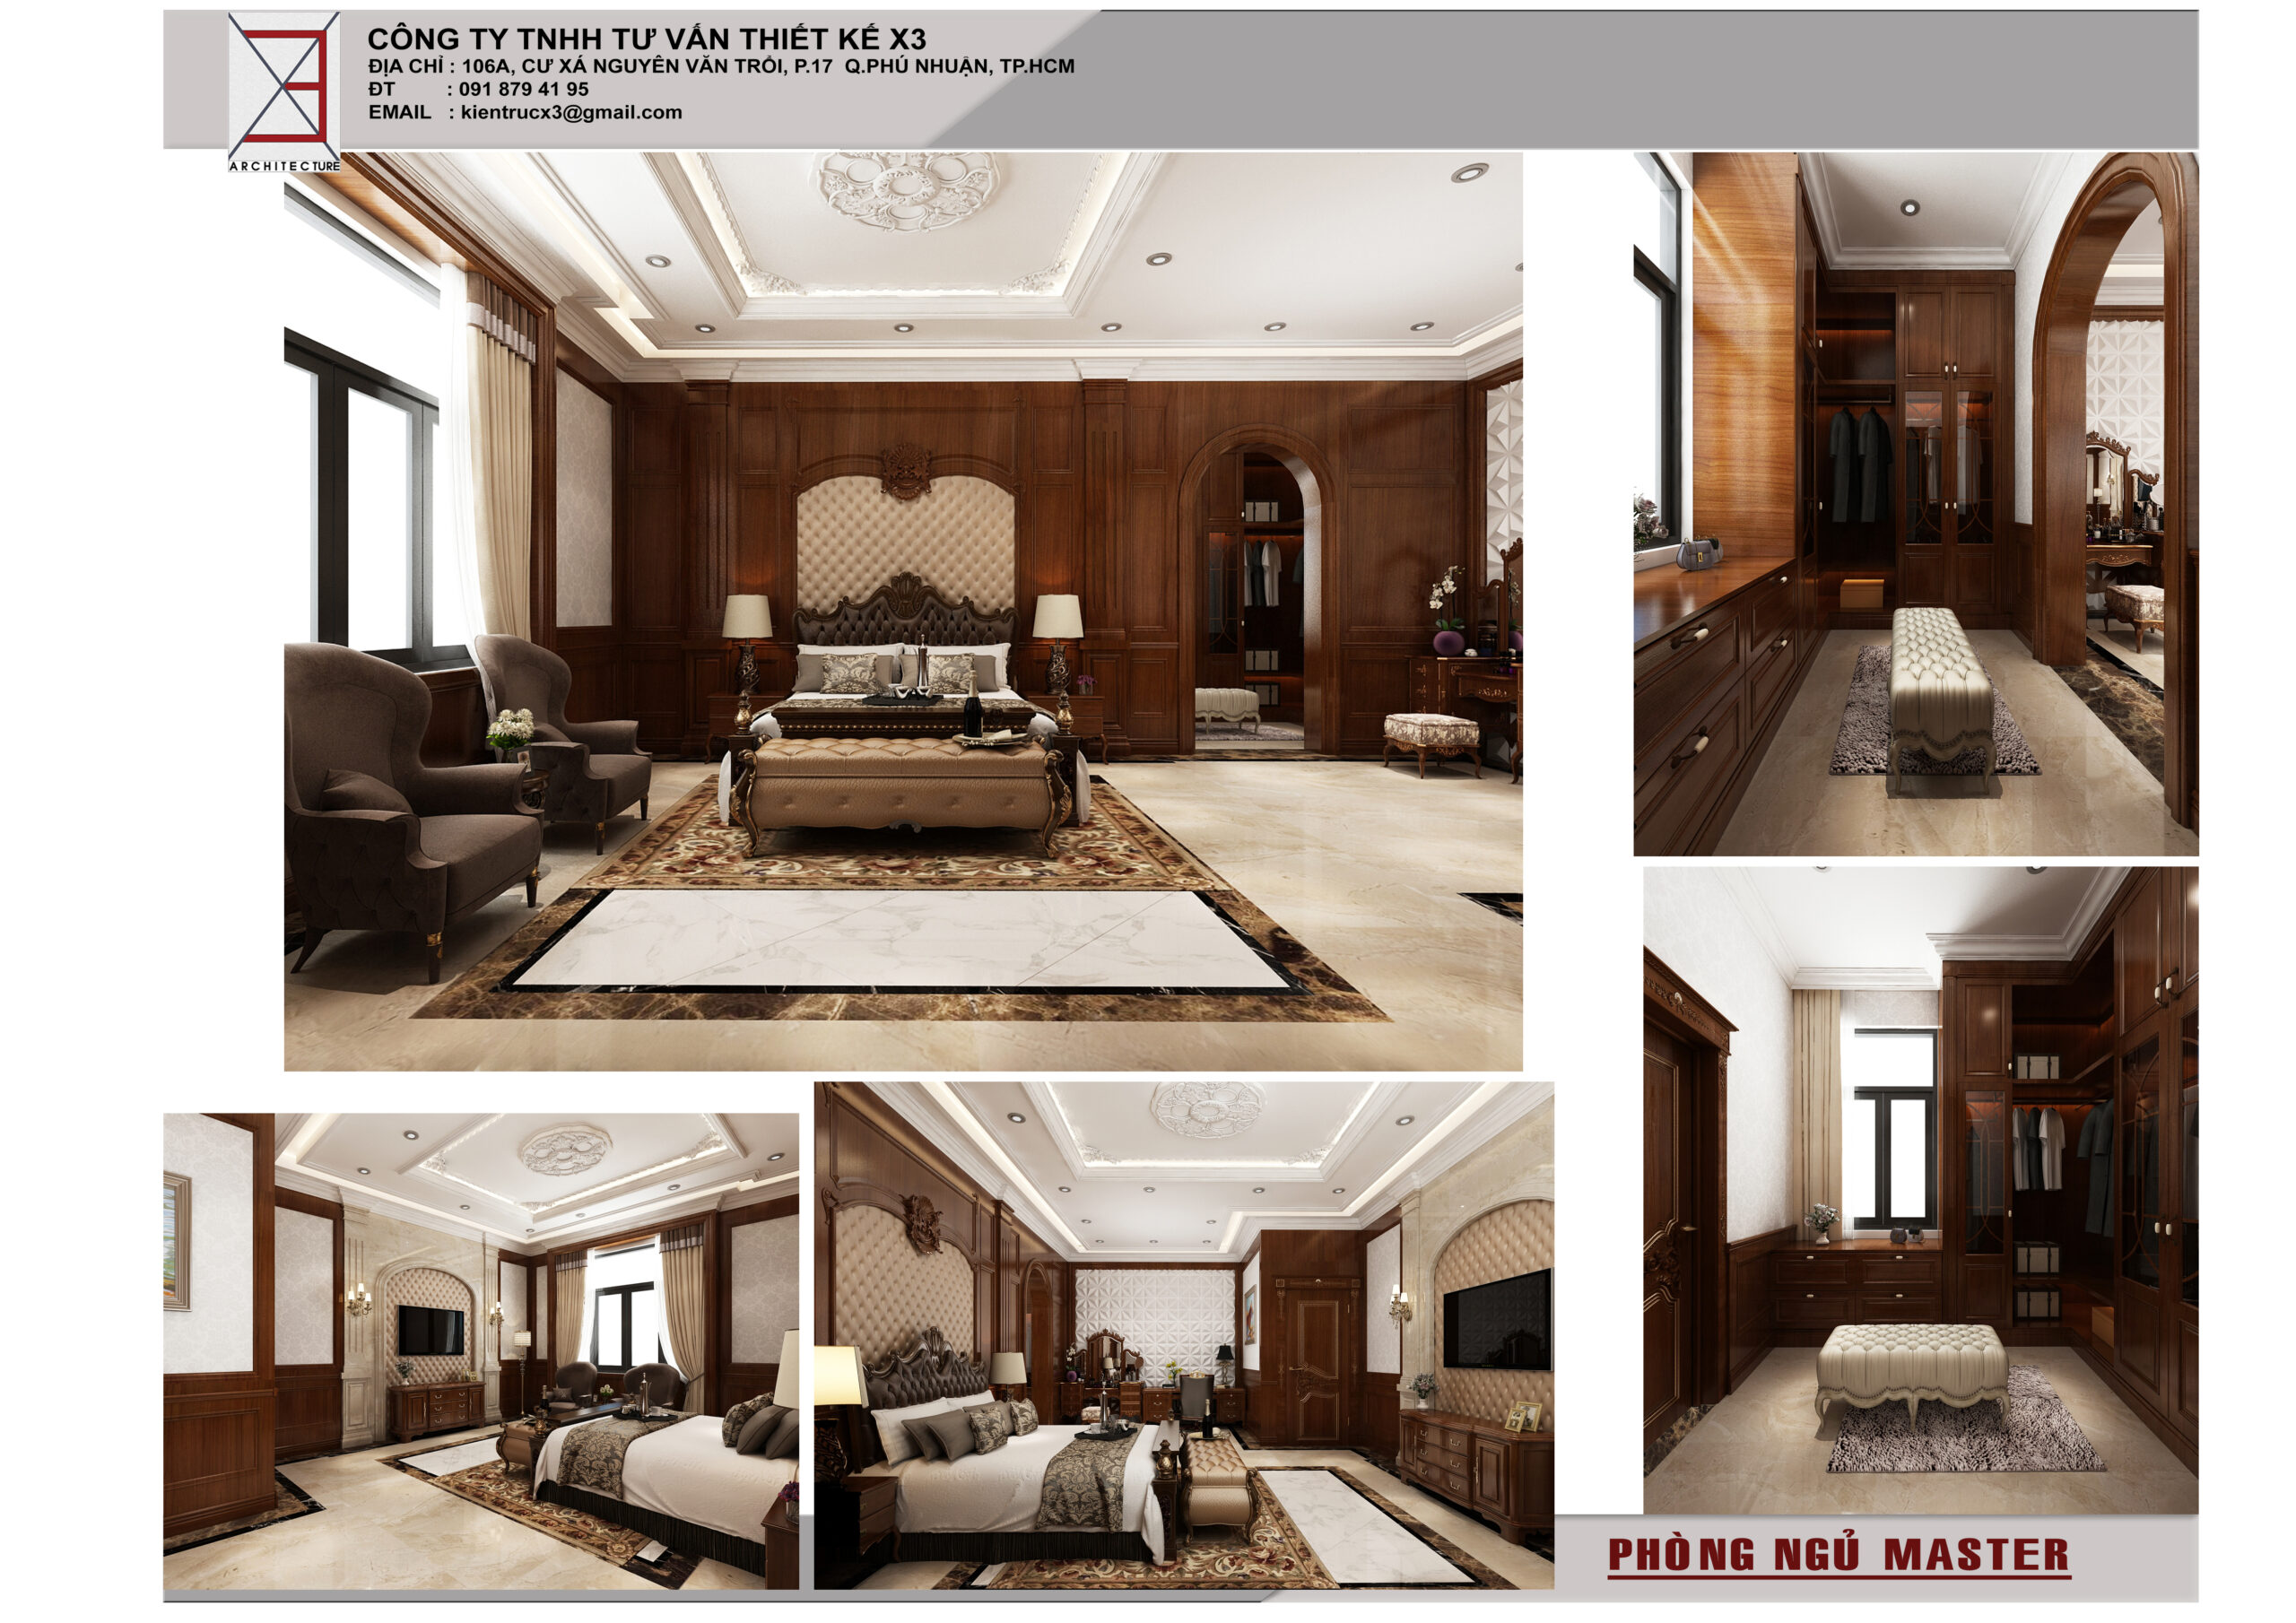 CÔNG TY TNHH TƯ VẤN THIẾT KẾ X3
ĐỊA CHỈ : 106A, CƯ XÁ NGUYÊN VĂN TRỖI, P.17 Q.PHÚ NHUẬN, TP.HCM
ĐT : 091 879 41 95
EMAIL : kientrucx3@gmail.com
ARCHITECTURE
PHÒNG NGỦ MASTER